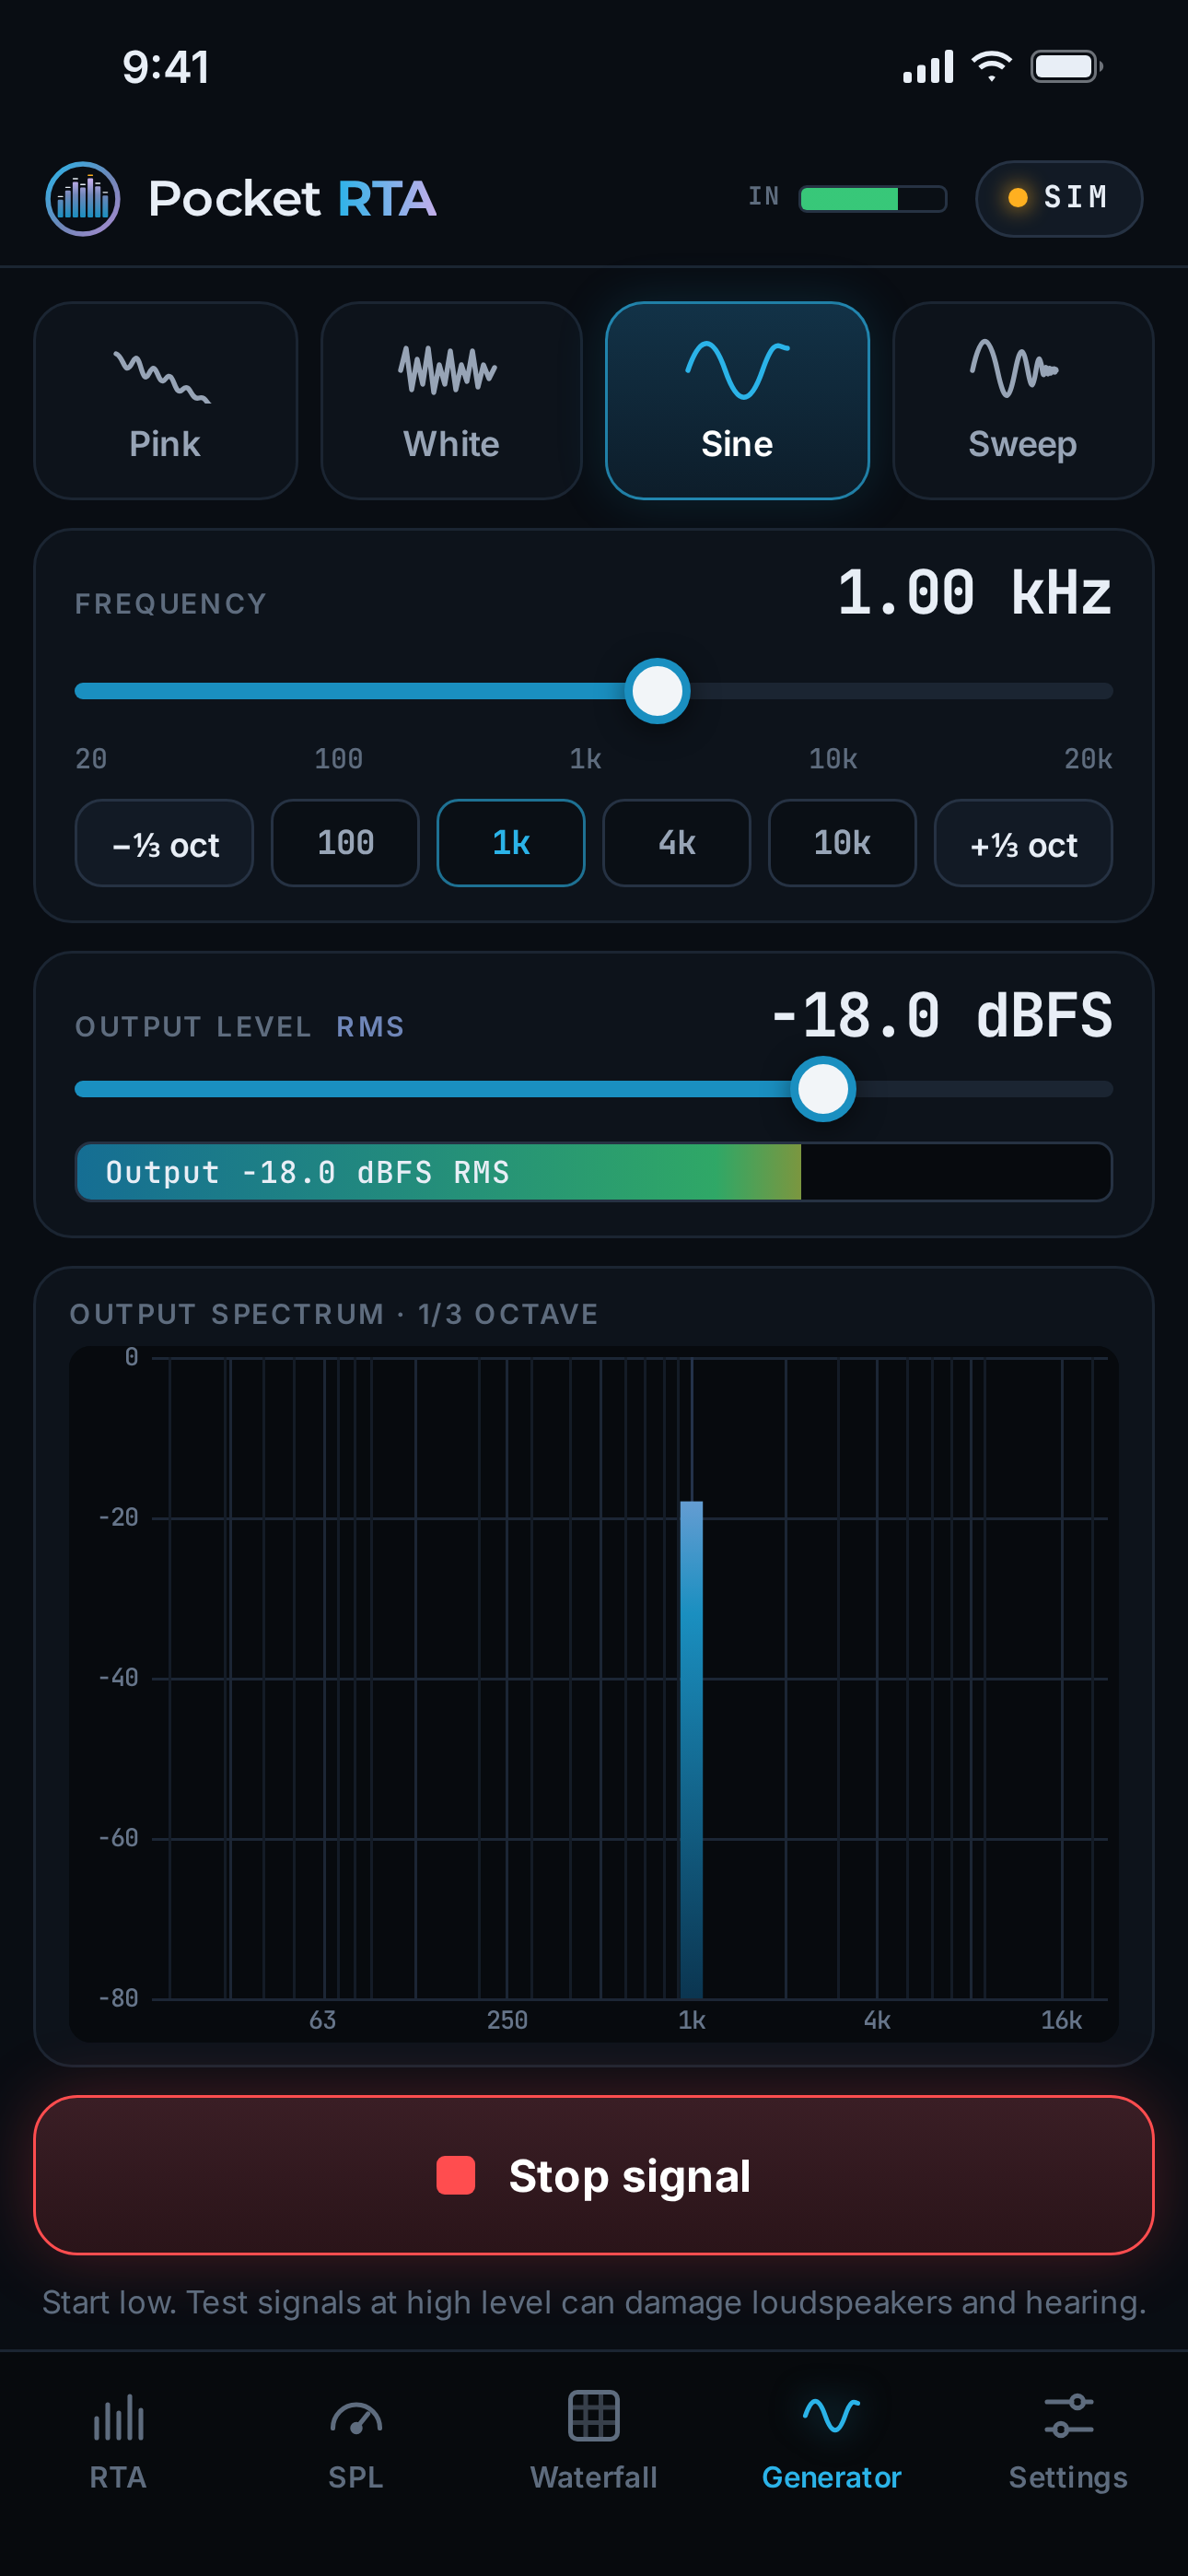 9:41
Pocket RTA
IN
SIM
Pink
White
Sine
Sweep
FREQUENCY
1.00 kHz
20 100 1k 10k 20k
−⅓ oct
100
1k
4k
10k
+⅓ oct
OUTPUT LEVEL RMS
-18.0 dBFS
Output -18.0 dBFS RMS
OUTPUT SPECTRUM · 1/3 OCTAVE
0
-20
-40
-60
-80
63 250 1k 4k 16k
Stop signal
Start low. Test signals at high level can damage loudspeakers and hearing.
RTA
SPL
Waterfall
Generator
Settings